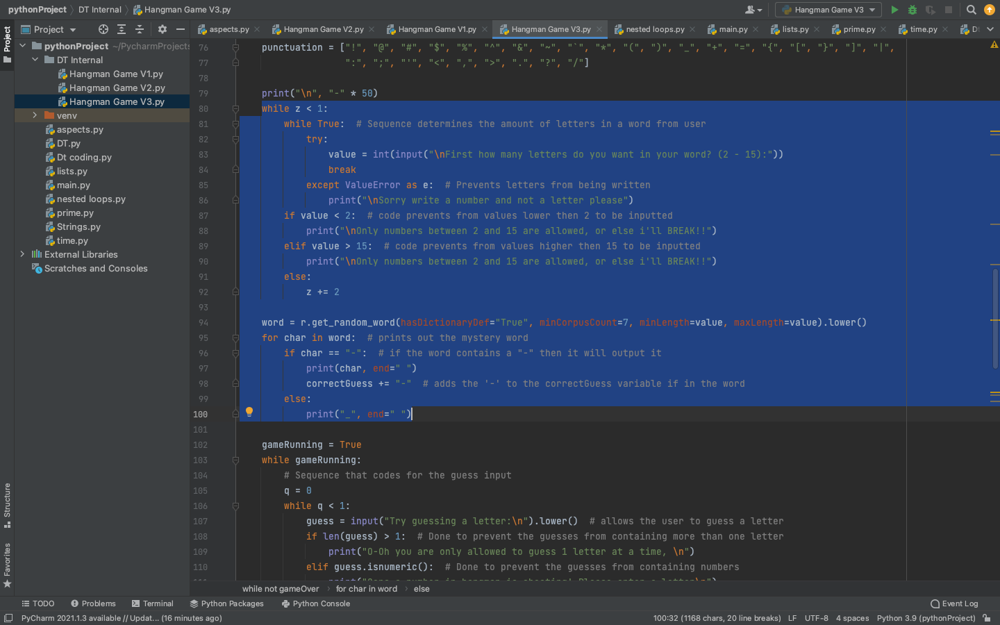 pythonProject 〉 DT Internal 〉 Hangman Game V3.py
Hangman Game V3
Project
aspects.py
Hangman Game V2.py
Hangman Game V1.py
Hangman Game V3.py
nested loops.py
main.py
lists.py
prime.py
time.py
Project
pythonProject ~/PycharmProjects
DT Internal
Hangman Game V1.py
Hangman Game V2.py
Hangman Game V3.py
venv
aspects.py
DT.py
Dt coding.py
lists.py
main.py
nested loops.py
prime.py
Strings.py
time.py
External Libraries
Scratches and Consoles
Structure
Favorites
76 punctuation = ["!", "@", "#", "$", "%", "^", "&", "~", "`", "*", "(", ")", "_", "+", "=", "{", "[", "}", "]", "|",
77 ":", ";", "'", "<", ",", ">", ".", "?", "/"]
78
79 print("\n", "-" * 50)
80 while z < 1:
81 while True:  # Sequence determines the amount of letters in a word from user
82 try:
83 value = int(input("\nFirst how many letters do you want in your word? (2 - 15):"))
84 break
85 except ValueError as e:  # Prevents letters from being written
86 print("\nSorry write a number and not a letter please")
87 if value < 2:  # code prevents from values lower then 2 to be inputted
88 print("\nOnly numbers between 2 and 15 are allowed, or else i'll BREAK!!")
89 elif value > 15:  # code prevents from values higher then 15 to be inputted
90 print("\nOnly numbers between 2 and 15 are allowed, or else i'll BREAK!!")
91 else:
92 z += 2
93
94 word = r.get_random_word(hasDictionaryDef="True", minCorpusCount=7, minLength=value, maxLength=value).lower()
95 for char in word:  # prints out the mystery word
96 if char == "-":  # if the word contains a "-" then it will output it
97 print(char, end=" ")
98 correctGuess += "-"  # adds the '-' to the correctGuess variable if in the word
99 else:
100 print("_", end=" ")
101
102 gameRunning = True
103 while gameRunning:
104 # Sequence that codes for the guess input
105 q = 0
106 while q < 1:
107 guess = input("Try guessing a letter:\n").lower()  # allows the user to guess a letter
108 if len(guess) > 1:  # Done to prevent the guesses from containing more than one letter
109 print("O-Oh you are only allowed to guess 1 letter at a time, \n")
110 elif guess.isnumeric():  # Done to prevent the guesses from containing numbers
while not gameOver 〉 for char in word 〉 else
TODO
Problems
Terminal
Python Packages
Python Console
Event Log
PyCharm 2021.1.3 available // Updat... (16 minutes ago)
100:32 (1168 chars, 20 line breaks) LF UTF-8 4 spaces Python 3.9 (pythonProject)